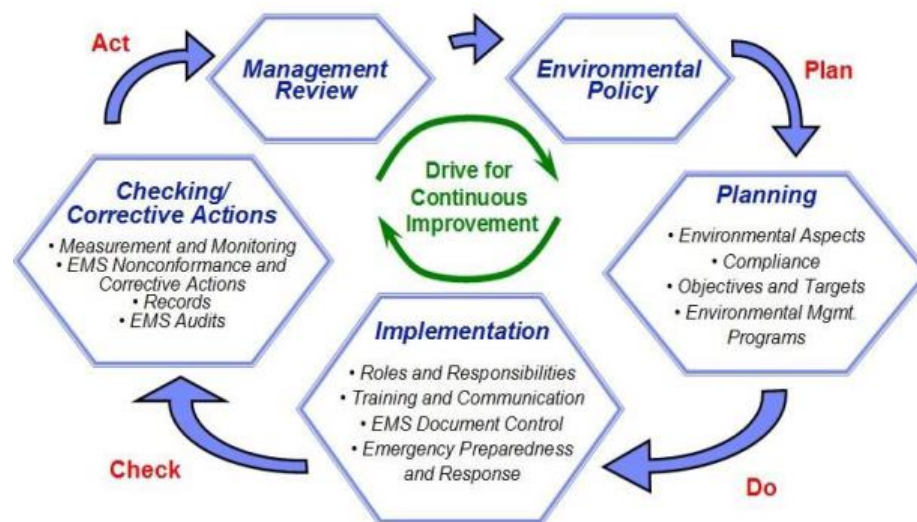 Act
Management
Review
Environmental
Policy
Plan
Drive for
Continuous
Improvement
Checking/
Corrective Actions
• Measurement and Monitoring
• EMS Nonconformance and
Corrective Actions
• Records
• EMS Audits
Planning
• Environmental Aspects
• Compliance
• Objectives and Targets
• Environmental Mgmt.
Programs
Implementation
• Roles and Responsibilities
• Training and Communication
• EMS Document Control
• Emergency Preparedness
and Response
Check
Do